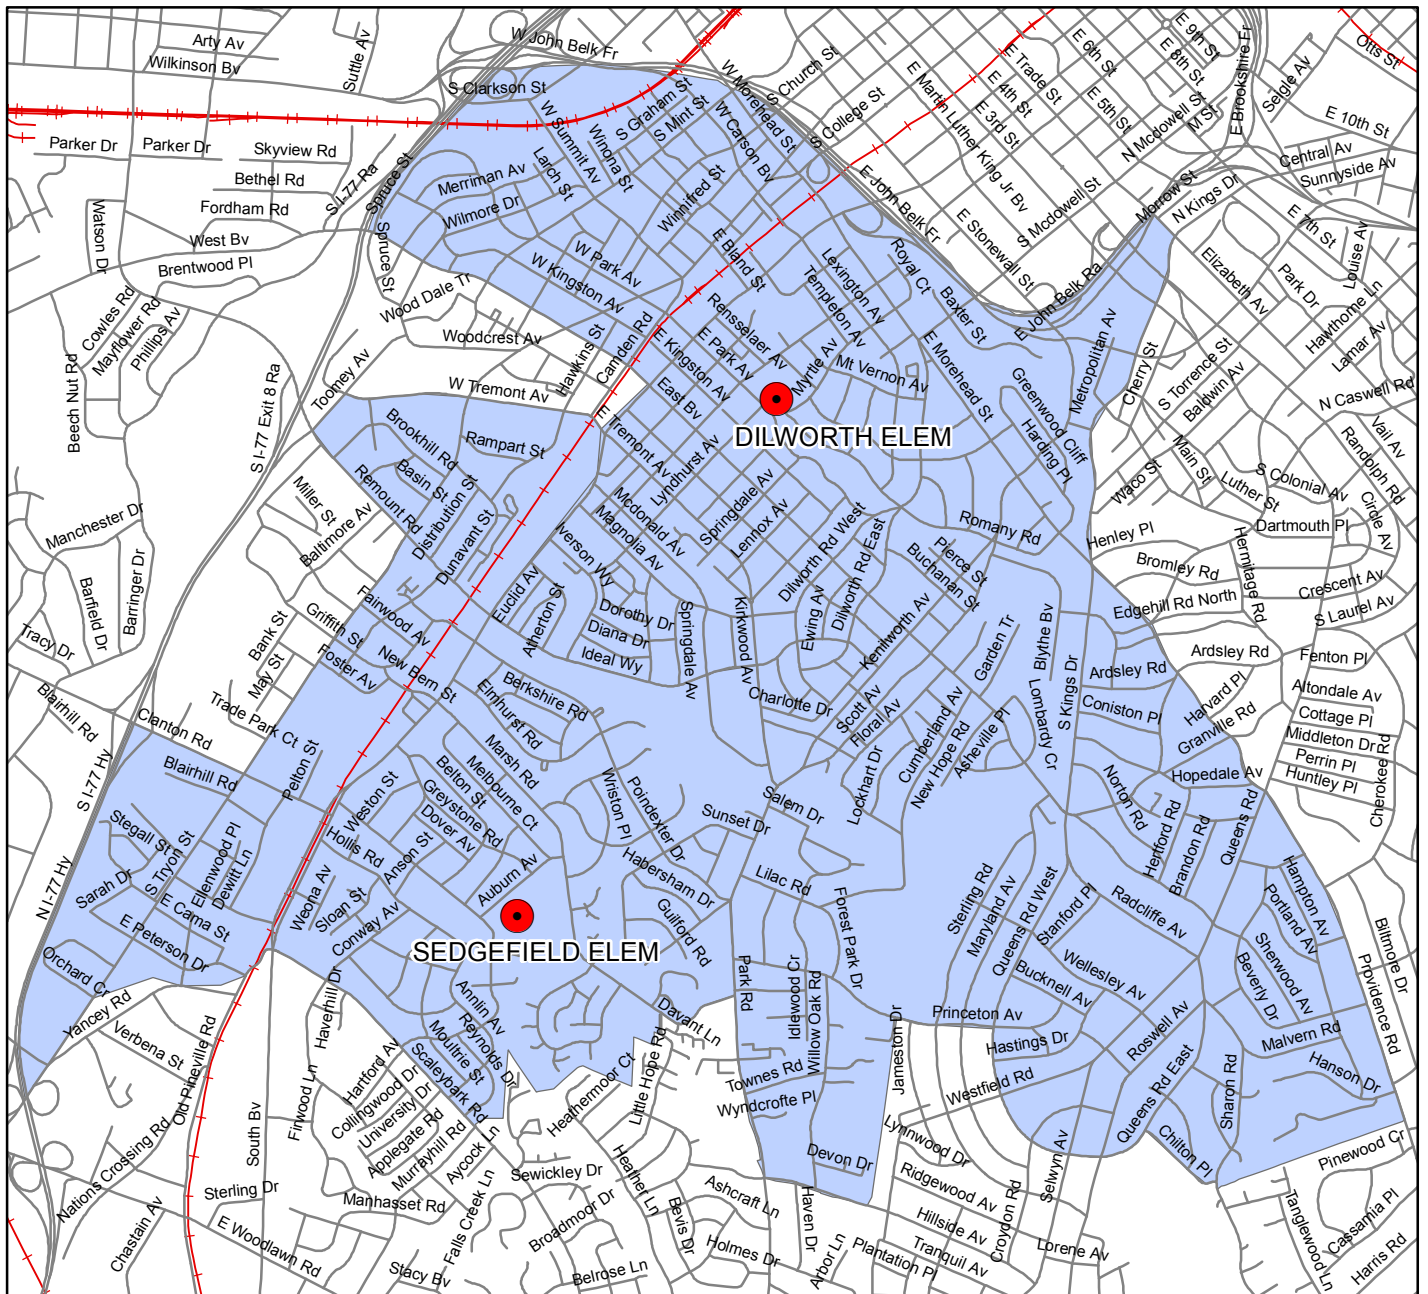 Arty Av
Wilkinson Bv
Suttle Av
W John Belk Fr
S Clarkson St
W Morehead St
S Church St
S College St
E Martin Luther King Jr Bv
E Trade St
E 4th St
E 3rd St
E 6th St
E 5th St
E 9th St
E 8th St
M St
N Mcdowell St
E Brookshire Fr
Seigle Av
Otts St
E 10th St
Central Av
Sunnyside Av
Parker Dr
Parker Dr
Skyview Rd
Bethel Rd
Fordham Rd
S I-77 Ra
Spruce St
Spruce St
West Bv
Brentwood Pl
Watson Dr
Cowles Rd
Mayflower Rd
Phillips Av
Beech Nut Rd
Merriman Av
Wilmore Dr
W Summit Av
Larch St
Winona St
S Graham St
S Mint St
W Carson Bv
Winnifred St
W Park Av
W Kingston Av
Wood Dale Tr
Woodcrest Av
Hawkins St
Camden Rd
W Tremont Av
Toomey Av
S I-77 Exit 8 Ra
E Bland St
Rensselaer Av
E Park Av
E Kingston Av
East Bv
E Tremont Av
Templeton Av
Lexington Av
Royal Ct
Baxter St
Myrtle Av
Mt Vernon Av
E Morehead St
Greenwood Cliff
Harding Pl
Metropolitan Av
E John Belk Fr
E Stonewall St
S Mcdowell St
E John Belk Ra
Morrow St
N Kings Dr
E 7th St
Louise Av
Elizabeth Av
Park Dr
Hawthorne Ln
Lamar Av
N Caswell Rd
Vail Av
Randolph Rd
Circle Av
Cherry St
S Torrence St
Baldwin Av
Main St
Waco St
Luther St
S Colonial Av
Dartmouth Pl
Henley Pl
Bromley Rd
Hermitage Rd
Crescent Av
S Laurel Av
Edgehill Rd North
Ardsley Rd
Ardsley Rd
Fenton Pl
Altondale Av
Cottage Pl
Middleton Dr
Perrin Pl
Huntley Pl
Cherokee Rd
Harvard Pl
Granville Rd
Coniston Pl
Hopedale Av
DILWORTH ELEM
Brookhill Rd
Rampart St
Basin St
Remount Rd
Distribution St
Dunavant St
Miller St
Baltimore Av
Manchester Dr
Barfield Dr
Barringer Dr
Tracy Dr
Blairhill Rd
Clanton Rd
Bank St
May St
Griffith St
Foster Av
Fairwood Av
New Bern St
Trade Park Ct
Lyndhurst Av
Mcdonald Av
Magnolia Av
Springdale Av
Lennox Av
Iverson Wy
Euclid Av
Atherton St
Dorothy Dr
Diana Dr
Ideal Wy
Springdale Av
Kirkwood Av
Dilworth Rd West
Dilworth Rd East
Ewing Av
Kenilworth Av
Buchanan St
Pierce St
Romany Rd
Garden Tr
Blythe Bv
Lombardy Cr
S Kings Dr
Charlotte Dr
Scott Av
Floral Av
Lockhart Dr
Cumberland Av
New Hope Rd
Asheville Pl
Berkshire Rd
Elmhurst Rd
Marsh Rd
Melbourne Ct
Belton St
Greystone Rd
Dover Av
Weston St
Hollis Rd
Anson St
Auburn Av
Wriston Pl
Poindexter Dr
Sunset Dr
Salem Dr
Habersham Dr
Guilford Rd
Lilac Rd
Forest Park Dr
Norton Rd
Hertford Rd
Brandon Rd
Queens Rd
Radcliffe Av
Sterling Rd
Maryland Av
Queens Rd West
Stanford Pl
Wellesley Av
Bucknell Av
Hampton Av
Portland Av
Sherwood Av
Beverly Dr
Malvern Rd
Hanson Dr
Biltmore Dr
Providence Rd
S I-77 Hy
N I-77 Hy
Blairhill Rd
Pelton St
Stegall St
S Tryon St
Sarah Dr
Ellenwood Pl
Dewitt Ln
E Cama St
E Peterson Dr
Orchard Cr
Yancey Rd
Verbena St
Wegna Av
Sloan St
Conway Av
SEDGEFIELD ELEM
Haverhill Dr
Annlin Av
Reynolds Dr
Moultrie St
Scaleybark Rd
Davant Ln
Park Rd
Idlewood Cr
Willow Oak Rd
Townes Rd
Wyndcrofte Pl
Devon Dr
Jameston Dr
Princeton Av
Hastings Dr
Westfield Rd
Roswell Av
Queens Rd East
Sharon Rd
Chilton Pl
Selwyn Av
Pinewood Cr
Old Pineville Rd
Nations Crossing Rd
Chastain Av
Sterling Dr
E Woodlawn Rd
South Bv
Firwood Ln
Hartford Av
Collingwood Dr
University Dr
Applegate Rd
Murrayhill Rd
Aycock Ln
Manhasset Rd
Stacy Bv
Falls Creek Ln
Sewickley Dr
Broadmoor Dr
Belrose Ln
Heathermoor Ct
Little Hope Rd
Heather Ln
Bevis Dr
Ashcraft Ln
Holmes Dr
Haven Dr
Arbor Ln
Plantation Pl
Lynnwood Dr
Ridgewood Av
Hillside Av
Tranquil Av
Croydon Rd
Lorene Av
Tanglewood Ln
Cassamia Pl
Harris Rd